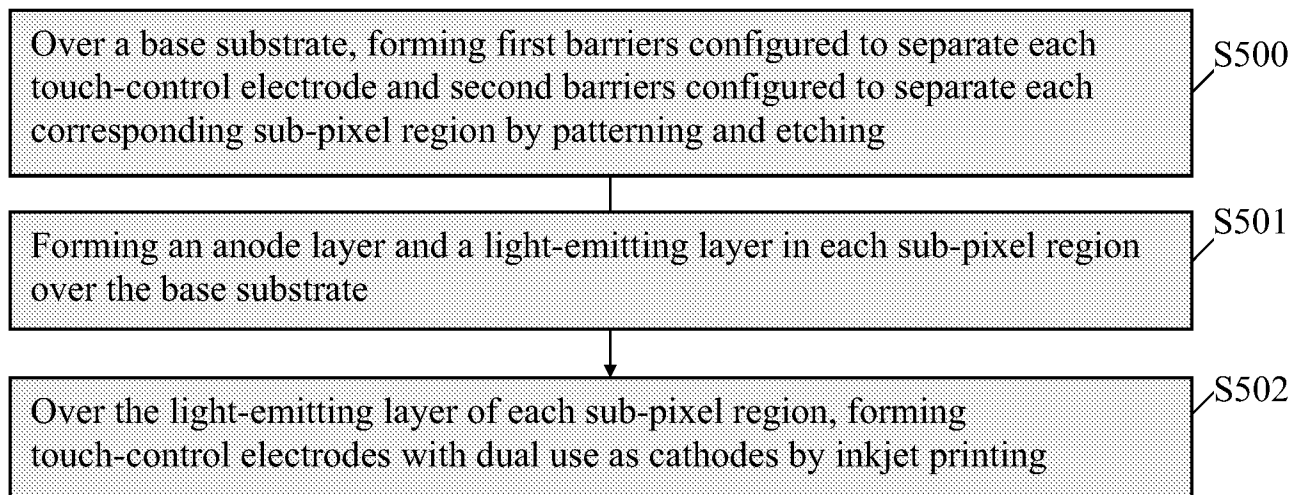 Over a base substrate, forming first barriers configured to separate each
touch-control electrode and second barriers configured to separate each
corresponding sub-pixel region by patterning and etching
S500
Forming an anode layer and a light-emitting layer in each sub-pixel region
over the base substrate
S501
Over the light-emitting layer of each sub-pixel region, forming
touch-control electrodes with dual use as cathodes by inkjet printing
S502